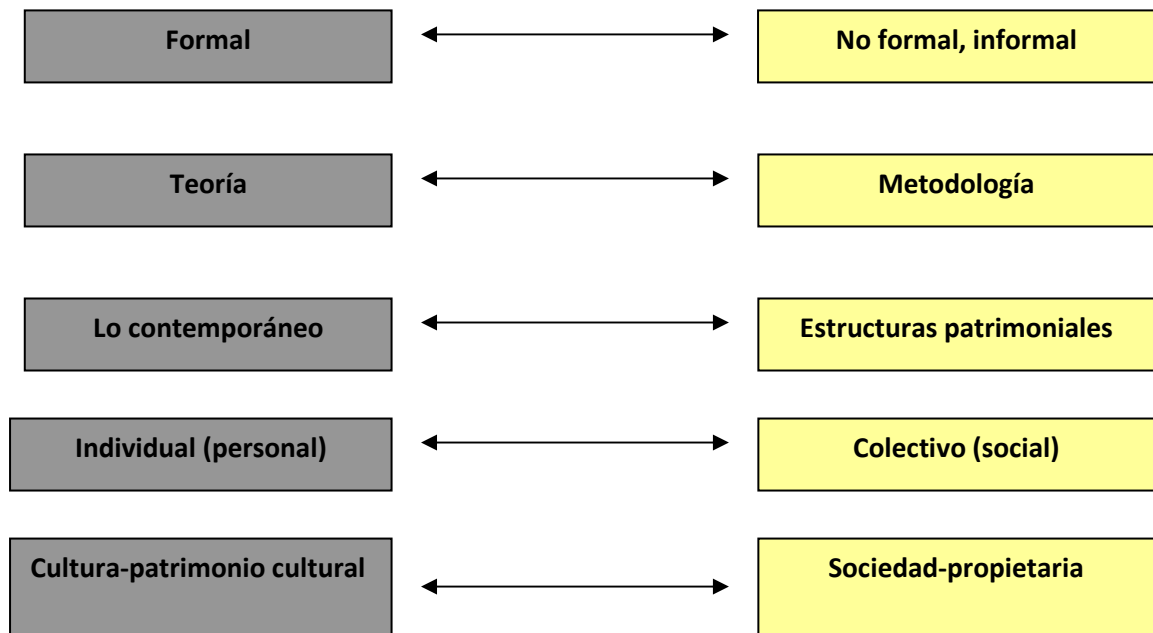 Formal
No formal, informal
Teoría
Metodología
Lo contemporáneo
Estructuras patrimoniales
Individual (personal)
Colectivo (social)
Cultura-patrimonio cultural
Sociedad-propietaria